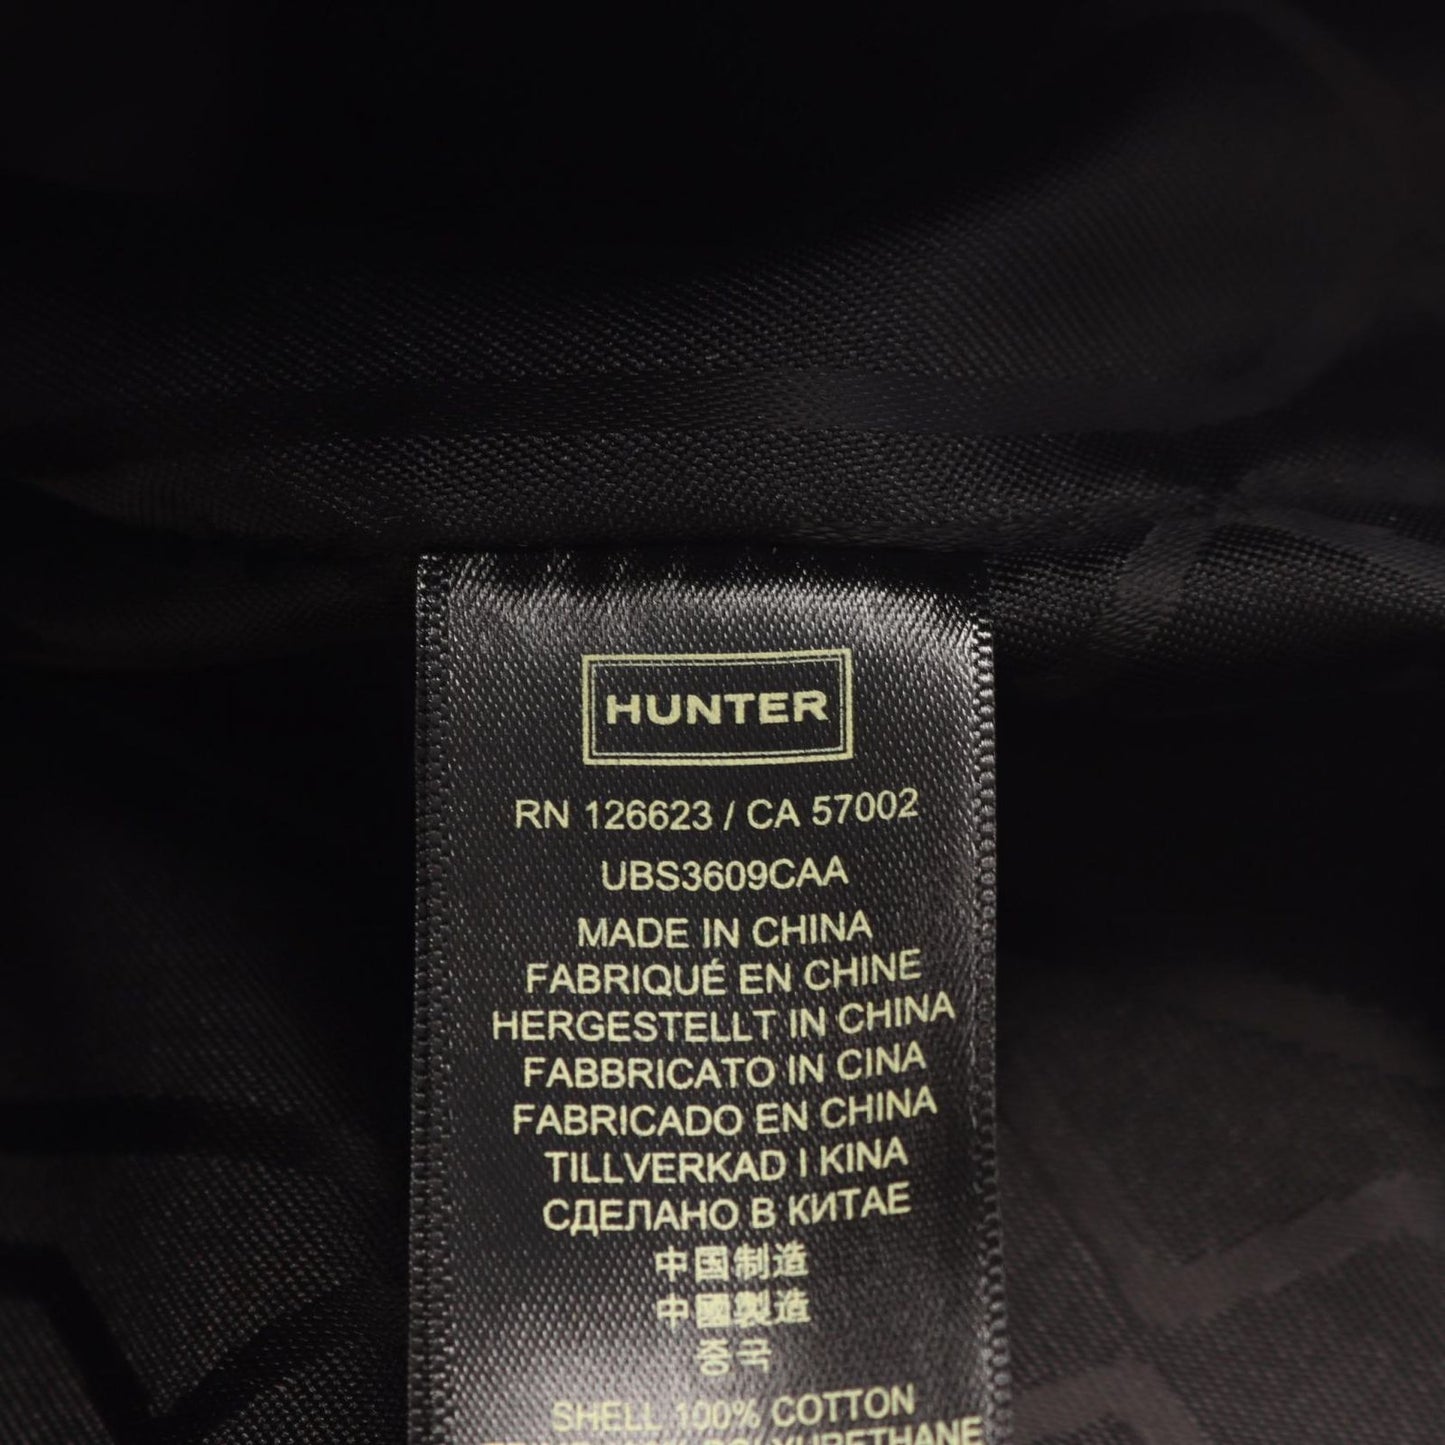 HUNTER
RN 126623 / CA 57002
UBS3609CAA
MADE IN CHINA
FABRIQUÉ EN CHINE
HERGESTELLT IN CHINA
FABBRICATO IN CINA
FABRICADO EN CHINA
TILLVERKAD I KINA
СДЕЛАНО В КИТАЕ
中国制造
中國製造
중국
SHELL 100% COTTON
POLYURETHANE